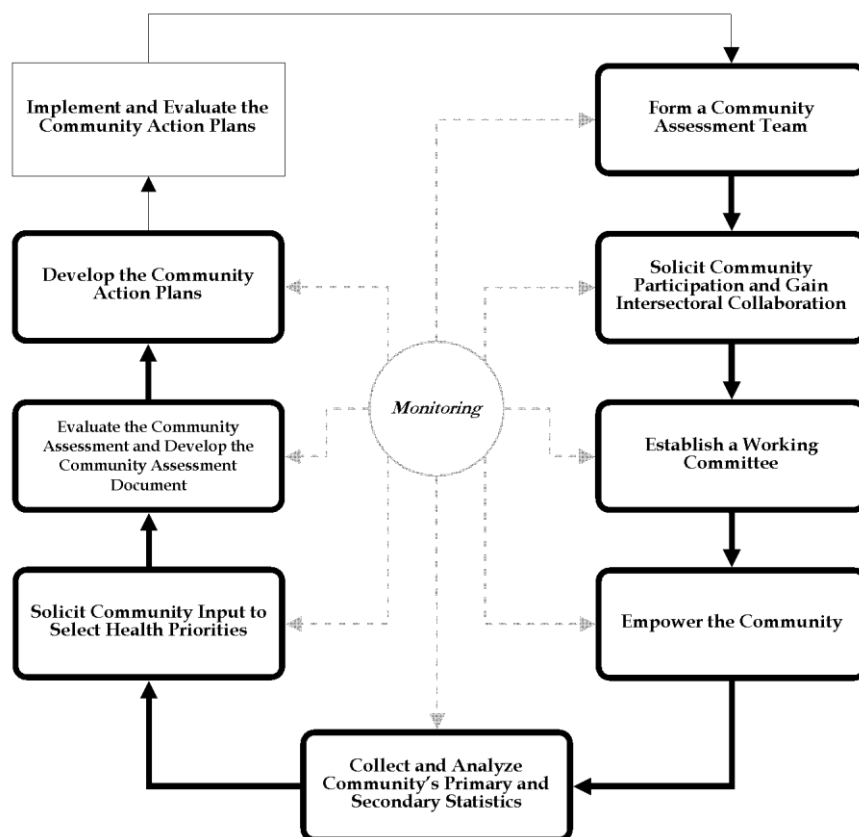 Implement and Evaluate the
Community Action Plans
Form a Community
Assessment Team
Develop the Community
Action Plans
Solicit Community
Participation and Gain
Intersectoral Collaboration
Monitoring
Evaluate the Community
Assessment and Develop the
Community Assessment
Document
Establish a Working
Committee
Solicit Community Input to
Select Health Priorities
Empower the Community
Collect and Analyze
Community’s Primary and
Secondary Statistics